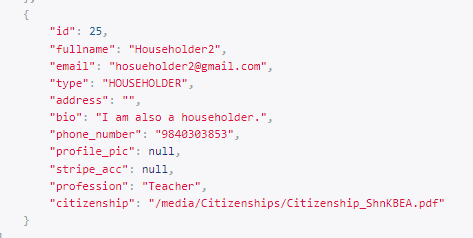 {
"id": 25,
"fullname": "Householder2",
"email": "hosueholder2@gmail.com",
"type": "HOUSEHOLDER",
"address": "",
"bio": "I am also a householder.",
"phone_number": "9840303853",
"profile_pic": null,
"stripe_acc": null,
"profession": "Teacher",
"citizenship": "/media/Citizenships/Citizenship_ShnKBEA.pdf"
}